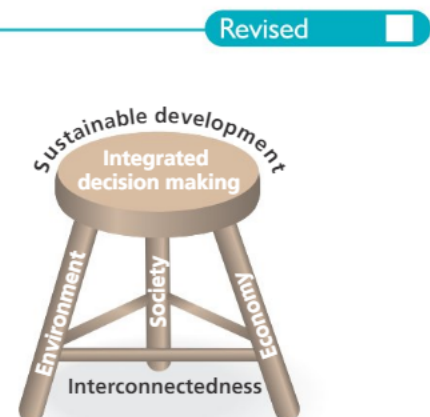 Revised
Sustainable development
Integrated
decision making
Environment
Society
Economy
Interconnectedness